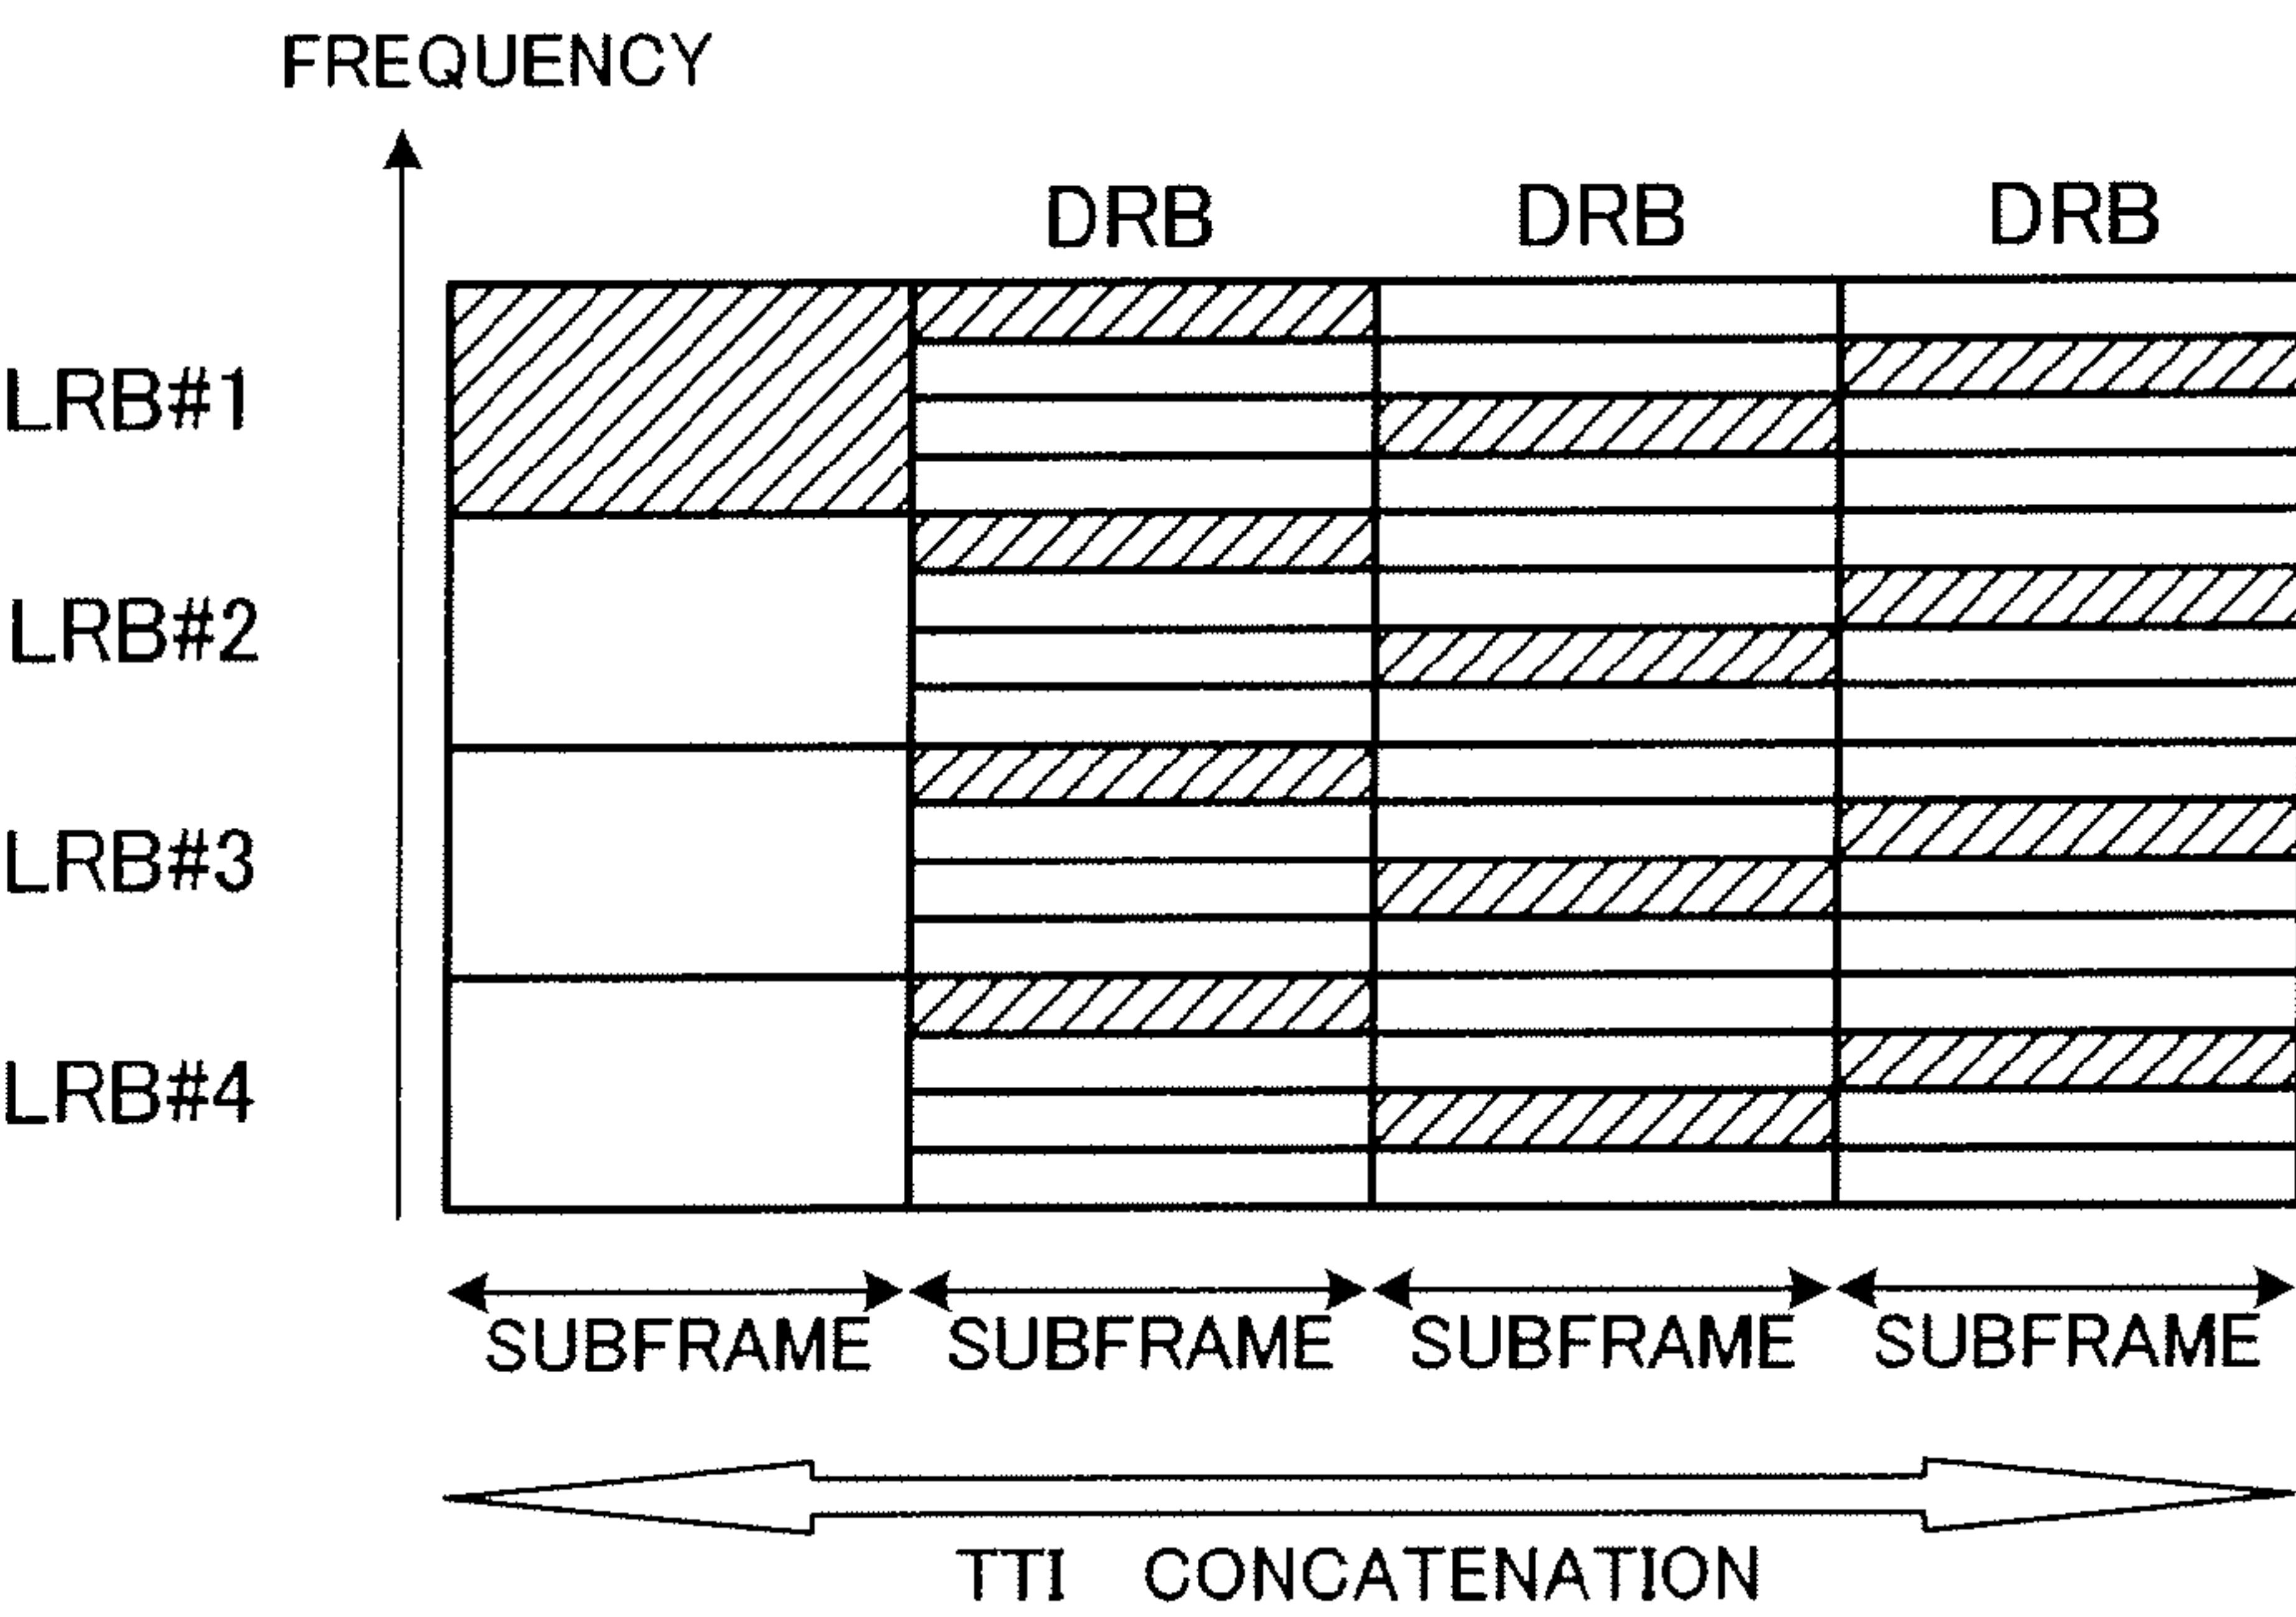 FREQUENCY
DRB DRB DRB
LRB#1
LRB#2
LRB#3
LRB#4
SUBFRAME SUBFRAME SUBFRAME SUBFRAME
TTI CONCATENATION